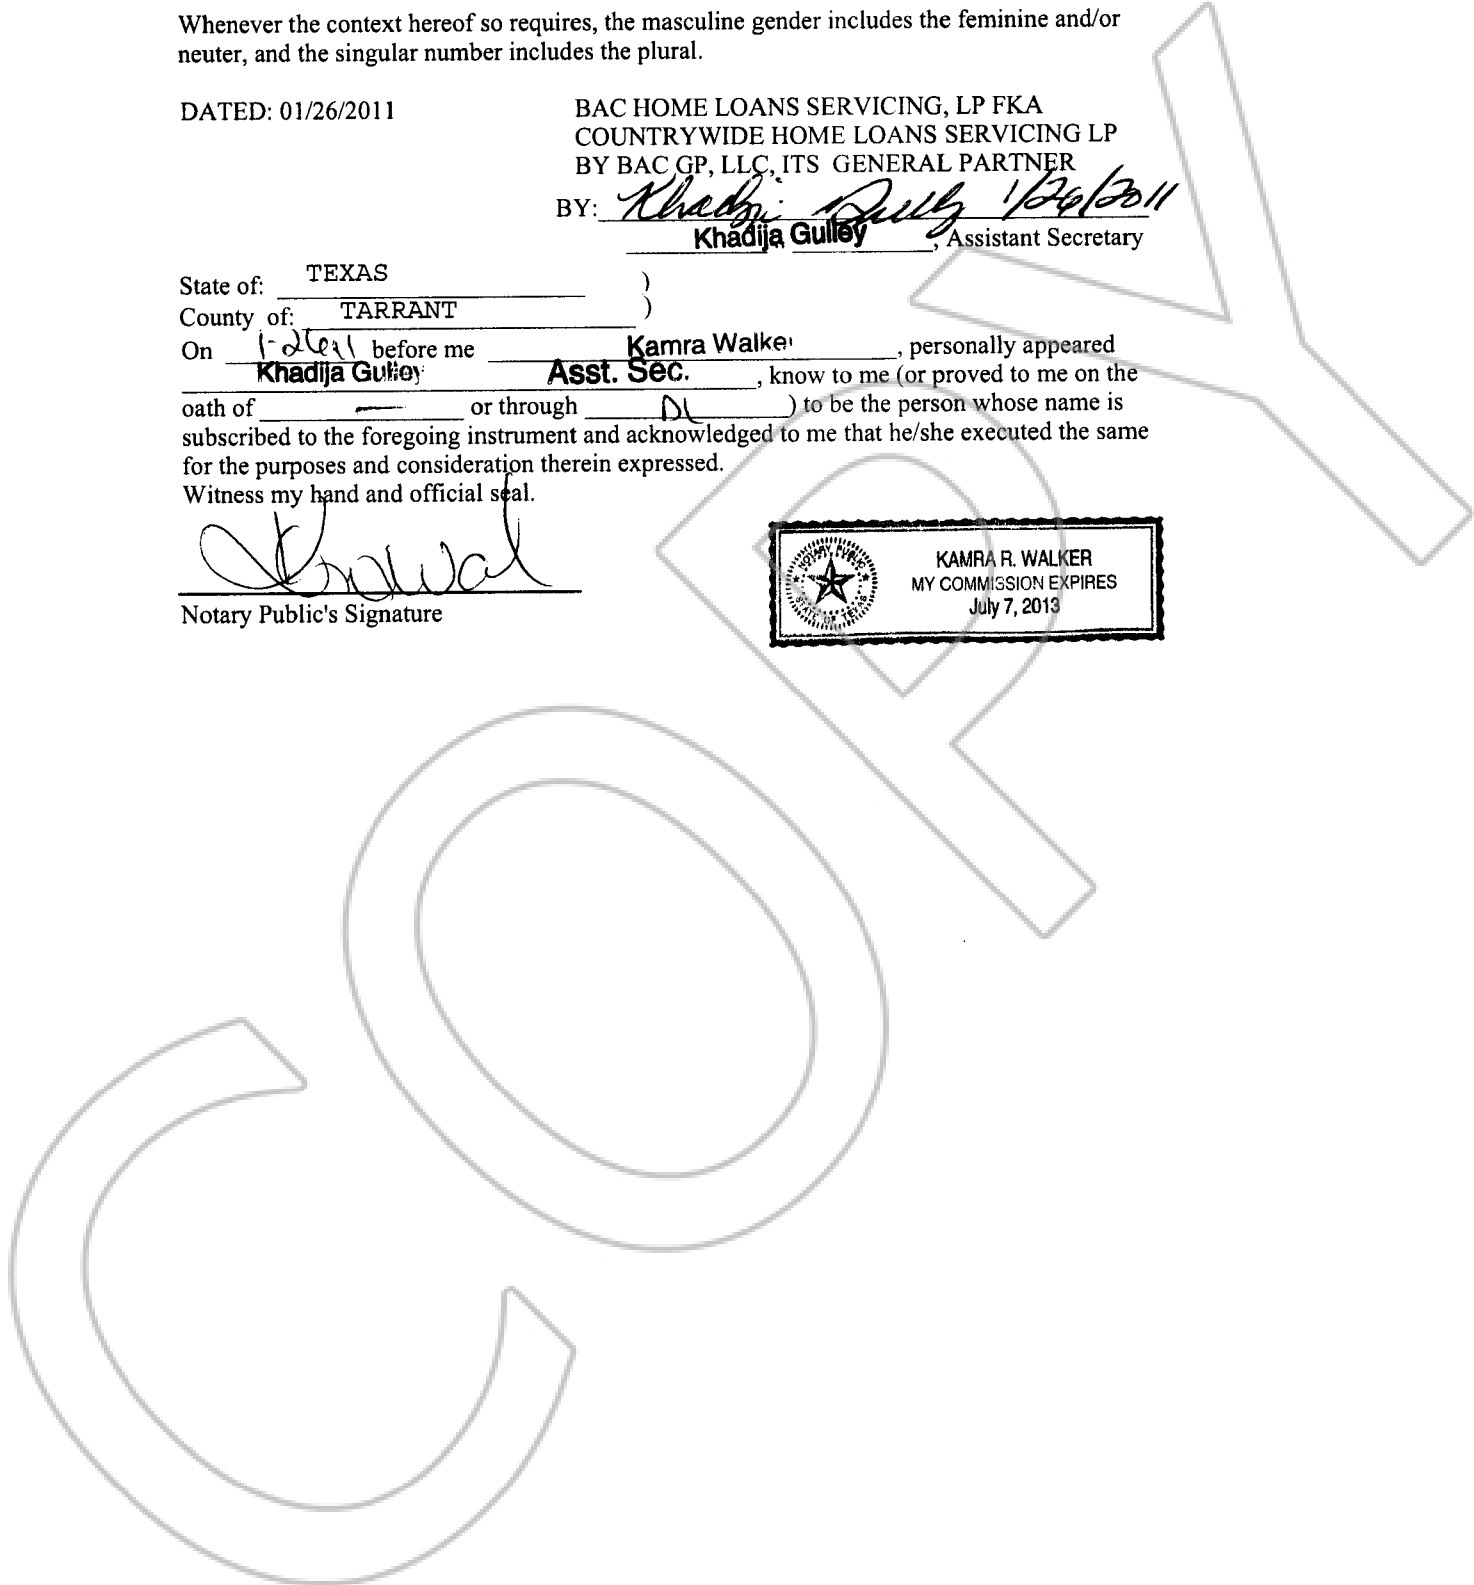 Whenever the context hereof so requires, the masculine gender includes the feminine and/or
neuter, and the singular number includes the plural.
DATED: 01/26/2011
BAC HOME LOANS SERVICING, LP FKA
COUNTRYWIDE HOME LOANS SERVICING LP
BY BAC GP, LLC, ITS GENERAL PARTNER
BY: Khadija Gulley 1/26/2011
Khadija Gulley, Assistant Secretary
State of: TEXAS )
County of: TARRANT )
On 1-26-11 before me Kamra Walker, personally appeared
Khadija Gulley Asst. Sec., know to me (or proved to me on the
oath of — or through DL) to be the person whose name is
subscribed to the foregoing instrument and acknowledged to me that he/she executed the same
for the purposes and consideration therein expressed.
Witness my hand and official seal.
Notary Public's Signature
NOTARY PUBLIC
STATE OF TEXAS
KAMRA R. WALKER
MY COMMISSION EXPIRES
July 7, 2013
COPY